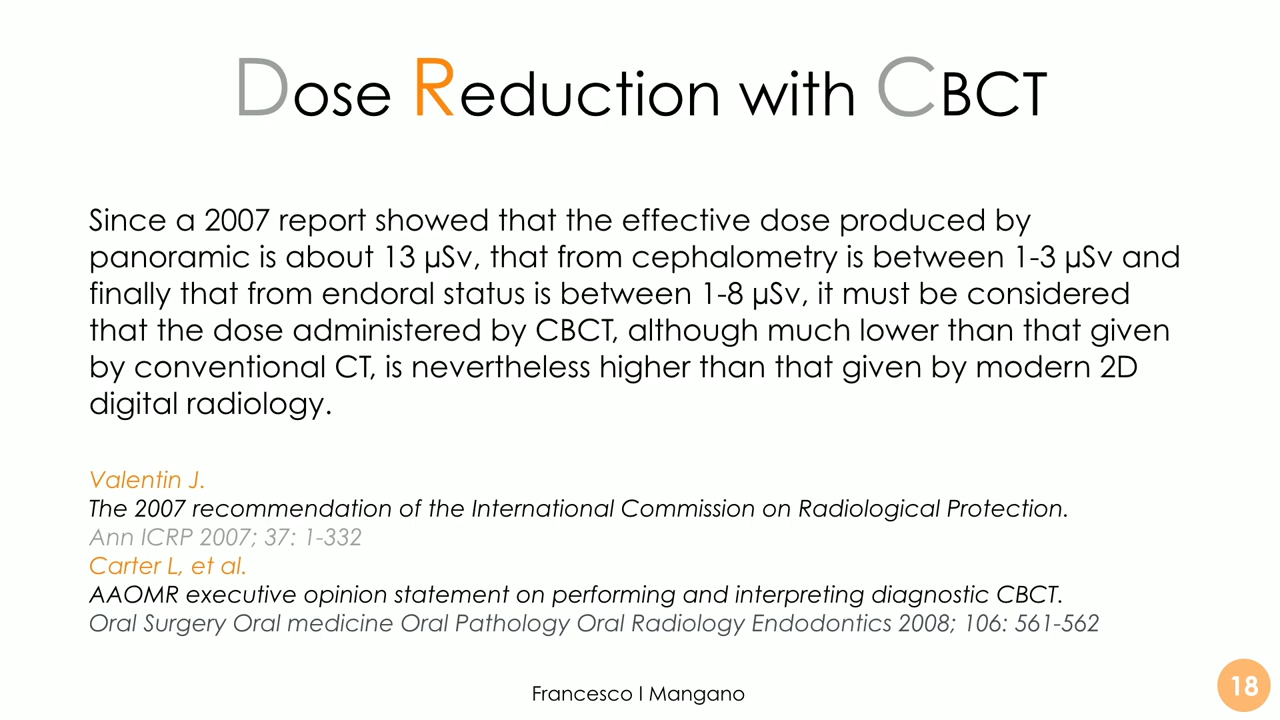 Dose Reduction with CBCT
Since a 2007 report showed that the effective dose produced by
panoramic is about 13 µSv, that from cephalometry is between 1-3 µSv and
finally that from endoral status is between 1-8 µSv, it must be considered
that the dose administered by CBCT, although much lower than that given
by conventional CT, is nevertheless higher than that given by modern 2D
digital radiology.
Valentin J.
The 2007 recommendation of the International Commission on Radiological Protection.
Ann ICRP 2007; 37: 1-332
Carter L, et al.
AAOMR executive opinion statement on performing and interpreting diagnostic CBCT.
Oral Surgery Oral medicine Oral Pathology Oral Radiology Endodontics 2008; 106: 561-562
Francesco I Mangano
18